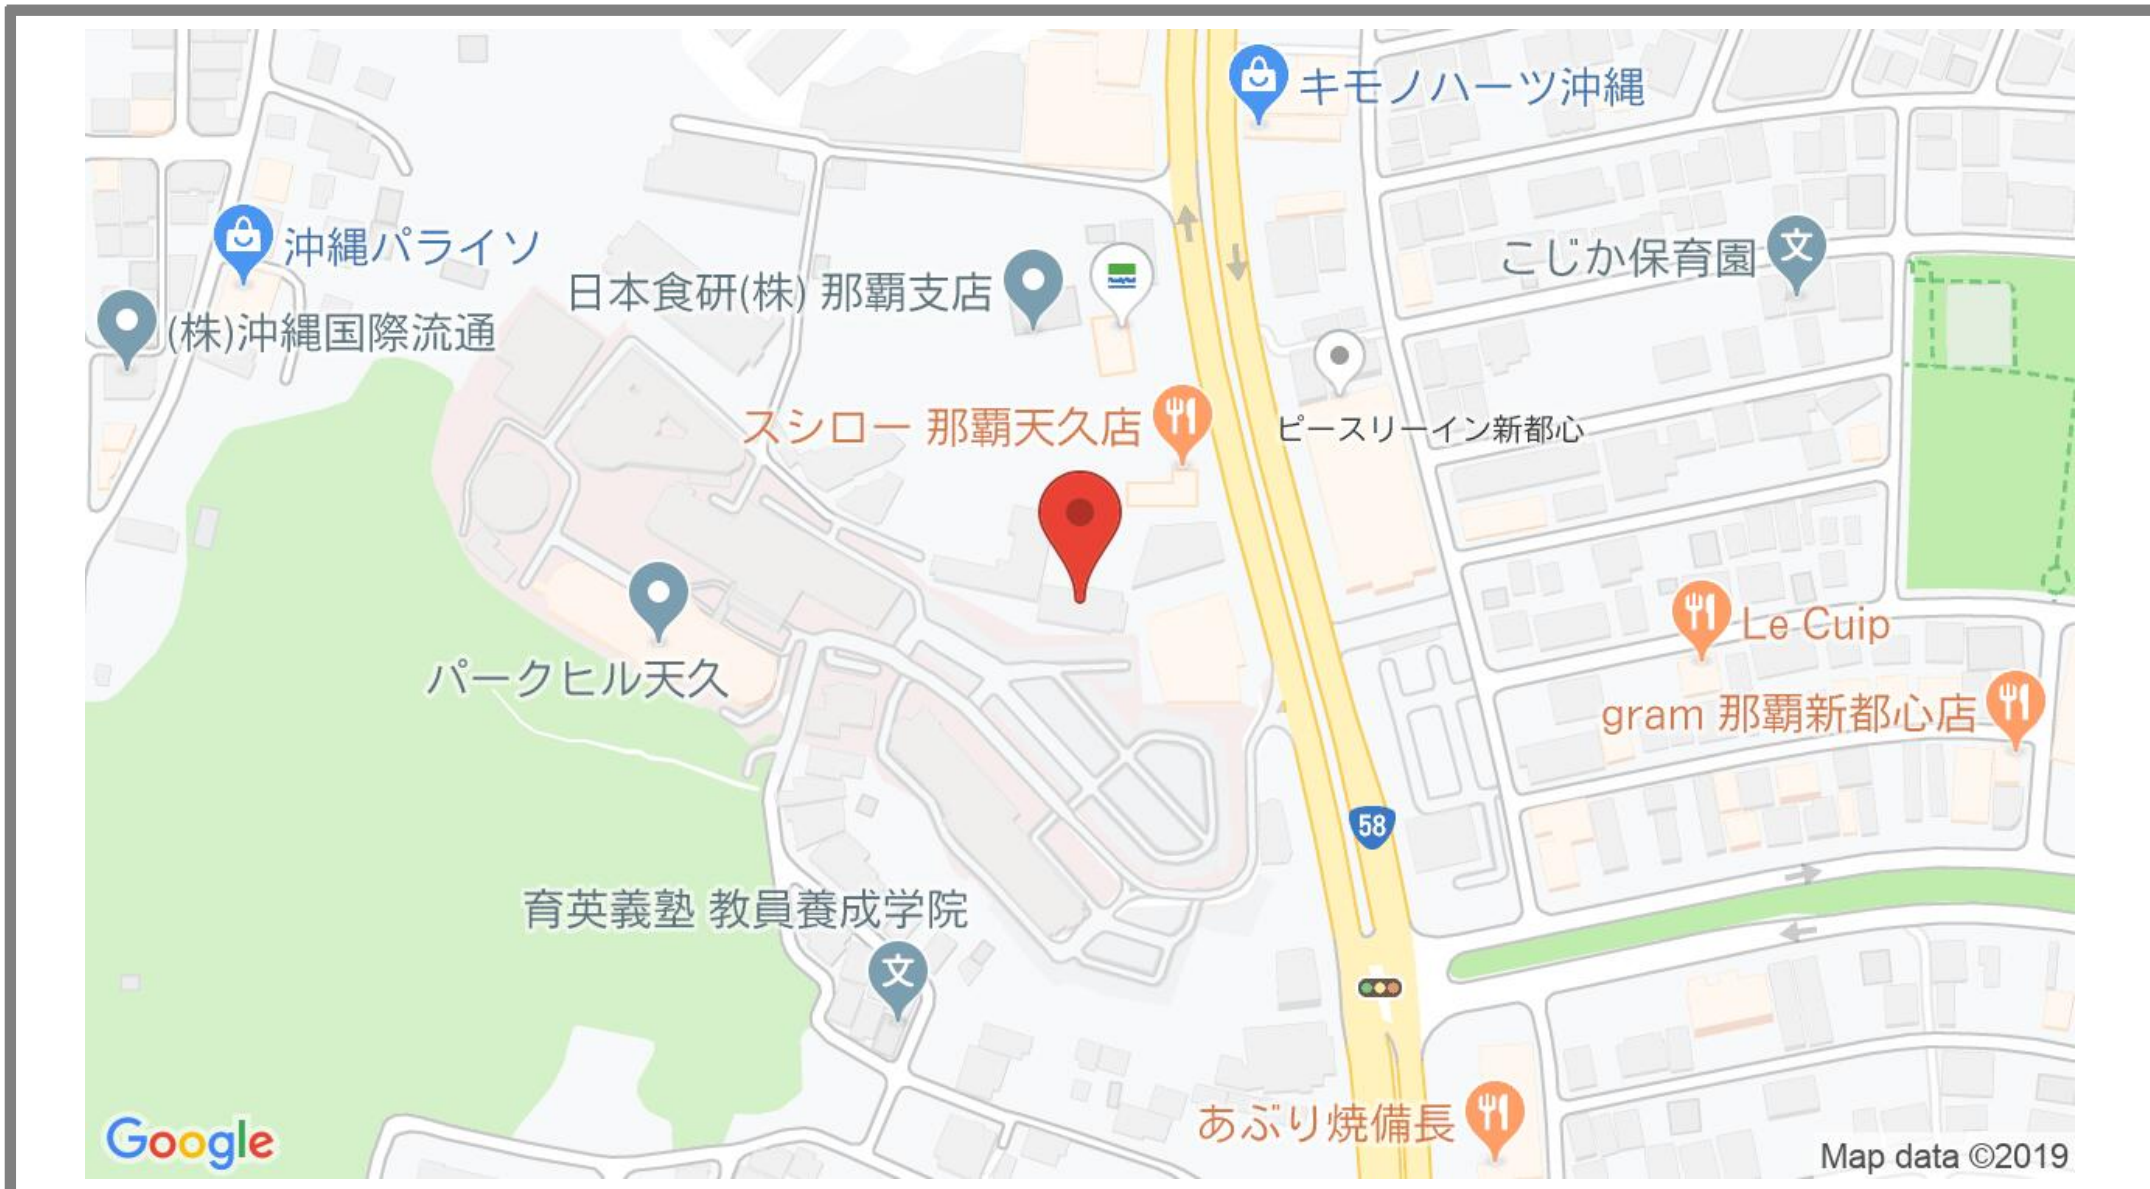 キモノハーツ沖縄
沖縄パライソ
こじか保育園
文
日本食研(株) 那覇支店
(株)沖縄国際流通
スシロー 那覇天久店
ピースリーイン新都心
Le Cuip
パークヒル天久
gram 那覇新都心店
58
育英義塾 教員養成学院
文
あぶり焼備長
Google
Map data ©2019